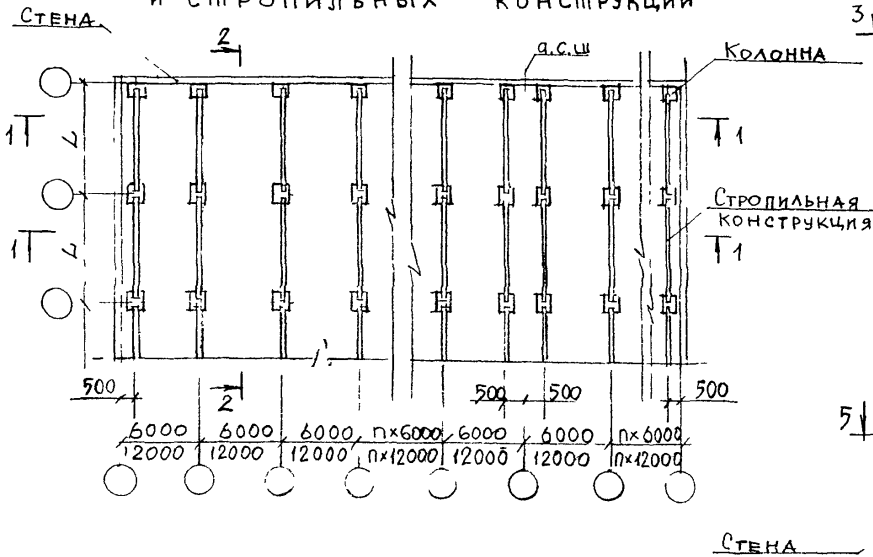 И СТРОПИЛЬНЫХ КОНСТРУКЦИЙ
СТЕНА
3
2
а.с.ш
КОЛОННА
1
L
1
СТРОПИЛЬНАЯ
КОНСТРУКЦИЯ
1
L
1
500
2
500
500
500
5
6000 6000 6000 п×6000 6000 6000 п×6000
12000 12000 12000 п×12000 12000 12000 п×12000
СТЕНА